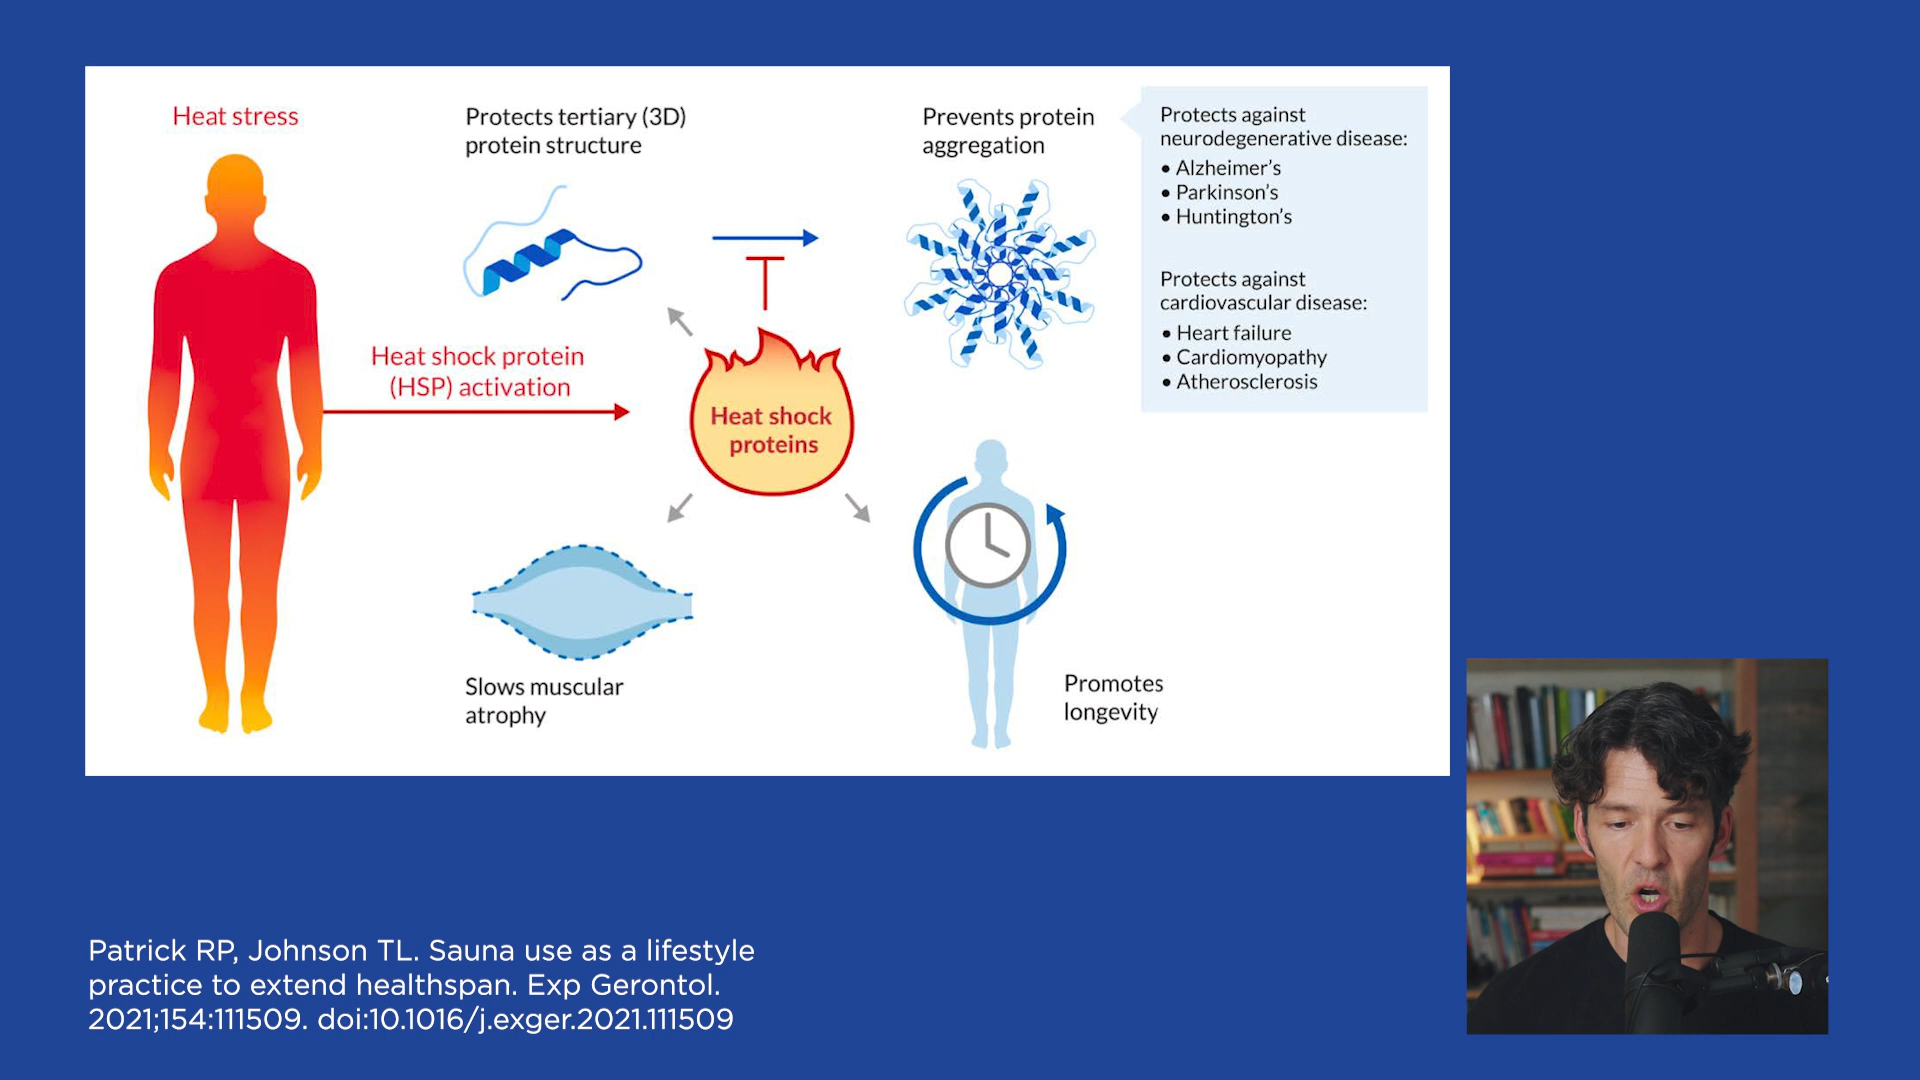 Heat stress
Protects tertiary (3D)
protein structure
Prevents protein
aggregation
Protects against
neurodegenerative disease:
• Alzheimer's
• Parkinson's
• Huntington's
Protects against
cardiovascular disease:
• Heart failure
• Cardiomyopathy
• Atherosclerosis
Heat shock protein
(HSP) activation
Heat shock
proteins
Slows muscular
atrophy
Promotes
longevity
Patrick RP, Johnson TL. Sauna use as a lifestyle
practice to extend healthspan. Exp Gerontol.
2021;154:111509. doi:10.1016/j.exger.2021.111509